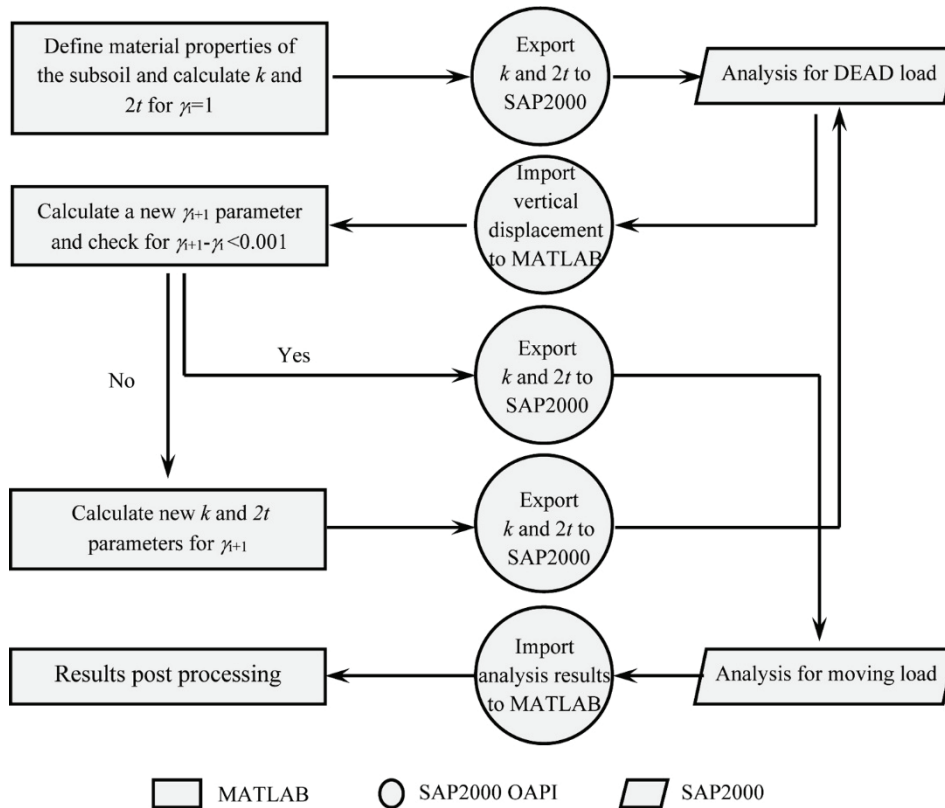 Define material properties of
the subsoil and calculate k and
2t for γi=1
Export
k and 2t to
SAP2000
Analysis for DEAD load
Calculate a new γi+1 parameter
and check for γi+1-γi<0.001
Import
vertical
displacement
to MATLAB
No
Yes
Export
k and 2t to
SAP2000
Calculate new k and 2t
parameters for γi+1
Export
k and 2t to
SAP2000
Results post processing
Import
analysis results
to MATLAB
Analysis for moving load
MATLAB
SAP2000 OAPI
SAP2000